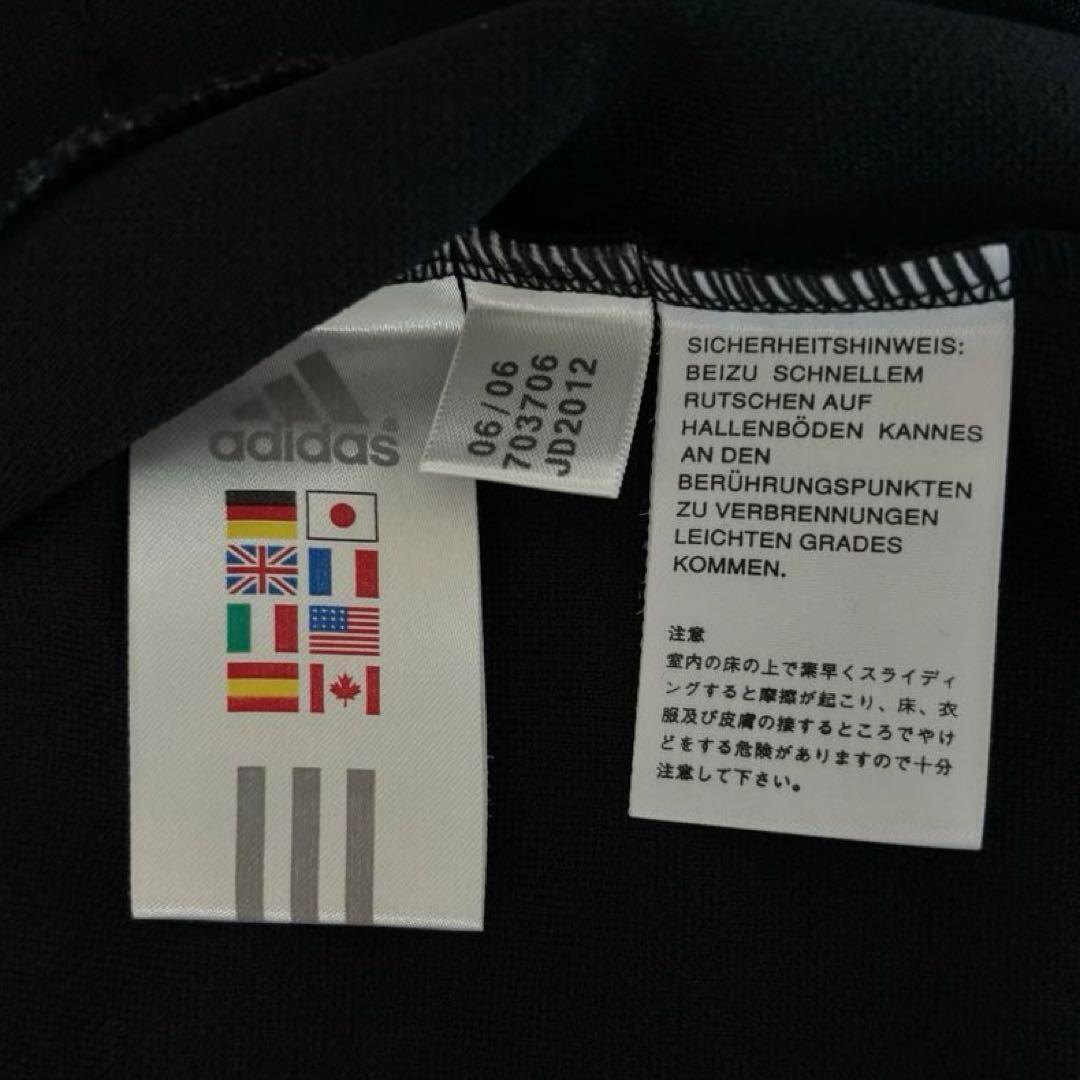 adidas®
06/06
703706
JD2012
SICHERHEITSHINWEIS:
BEIZU SCHNELLEM
RUTSCHEN AUF
HALLENBÖDEN KANNES
AN DEN
BERÜHRUNGSPUNKTEN
ZU VERBRENNUNGEN
LEICHTEN GRADES
KOMMEN.
注意
室内の床の上で素早くスライディ
ングすると摩擦が起こり、床、衣
服及び皮膚の接するところでやけ
どをする危険がありますので十分
注意して下さい。